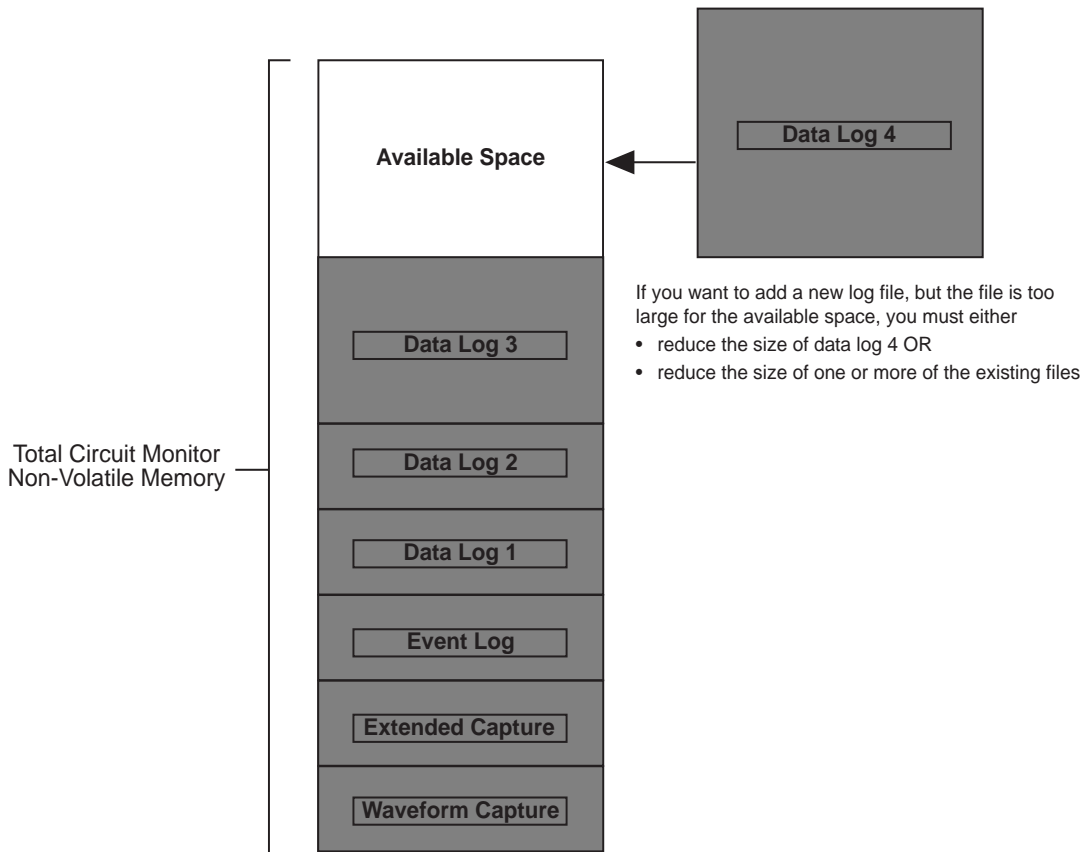 Data Log 4
Available Space
If you want to add a new log file, but the file is too
large for the available space, you must either
• reduce the size of data log 4 OR
• reduce the size of one or more of the existing files
Data Log 3
Total Circuit Monitor
Non-Volatile Memory
Data Log 2
Data Log 1
Event Log
Extended Capture
Waveform Capture